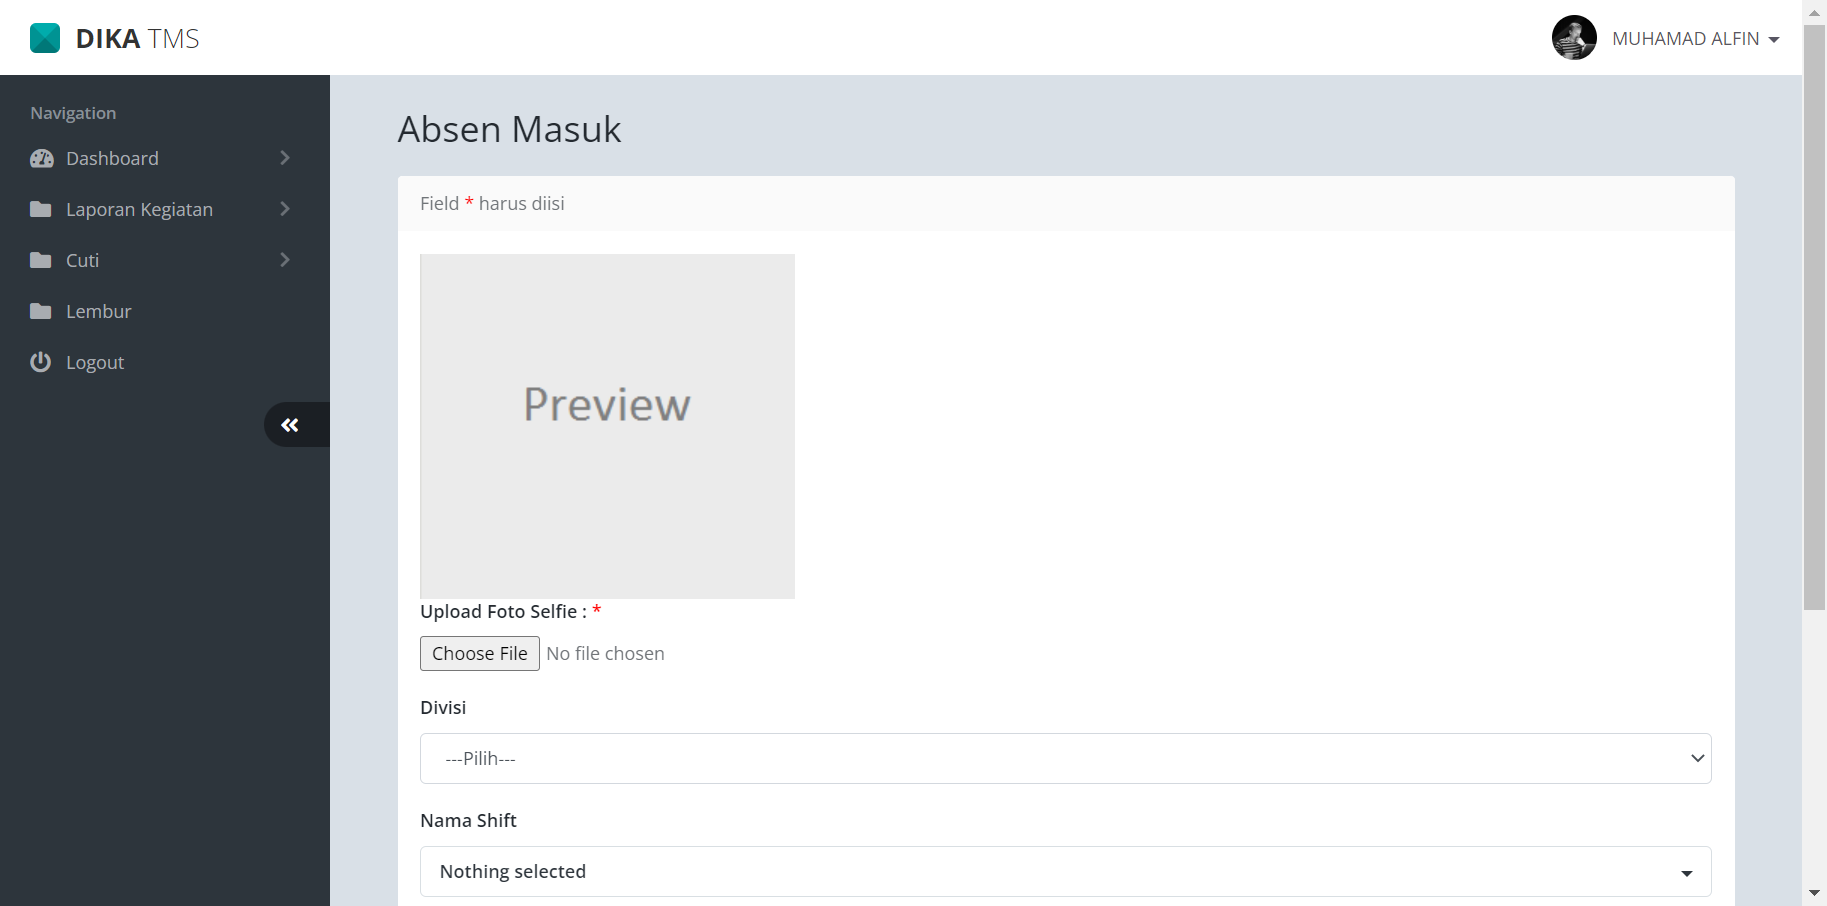 DIKA TMS
MUHAMAD ALFIN
Navigation
Dashboard
Laporan Kegiatan
Cuti
Lembur
Logout
Absen Masuk
Field * harus diisi
Preview
Upload Foto Selfie : *
Choose File No file chosen
Divisi
---Pilih---
Nama Shift
Nothing selected